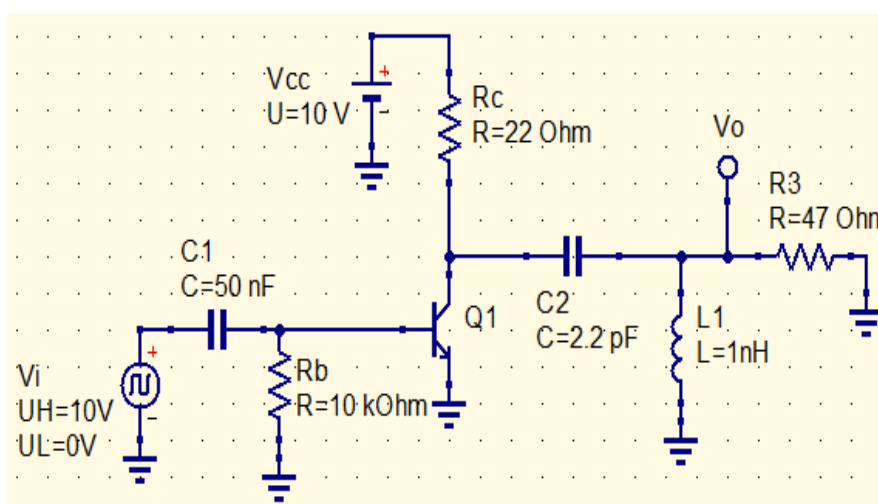 Vcc
U=10 V
+
-
Rc
R=22 Ohm
Vo
R3
R=47 Ohm
C1
C=50 nF
C2
C=2.2 pF
Q1
L1
L=1nH
Vi
UH=10V
UL=0V
+
-
Rb
R=10 kOhm